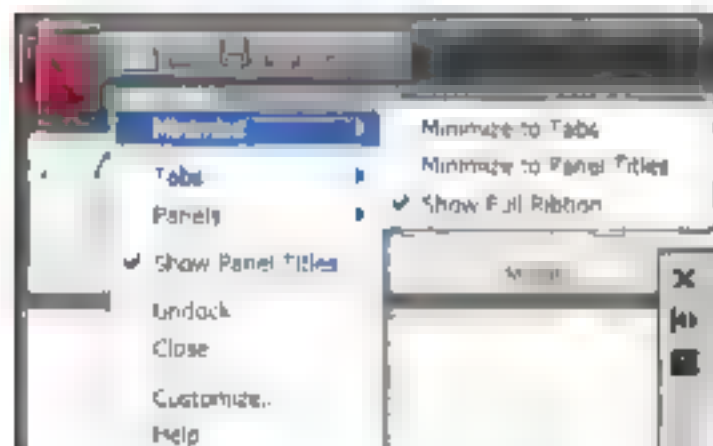 Minimize
Minimize to Tabs
Minimize to Panel Titles
Show Full Ribbon
Tabs
Panels
Show Panel Titles
Undock
Close
Customize..
Help